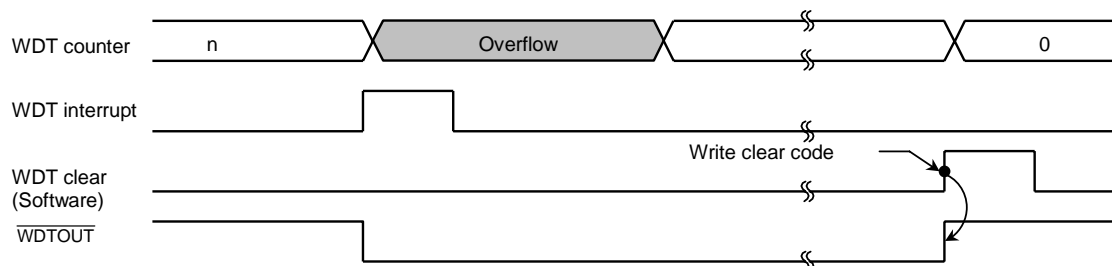 WDT counter
n
Overflow
0
WDT interrupt
Write clear code
WDT clear
(Software)
WDTOUT